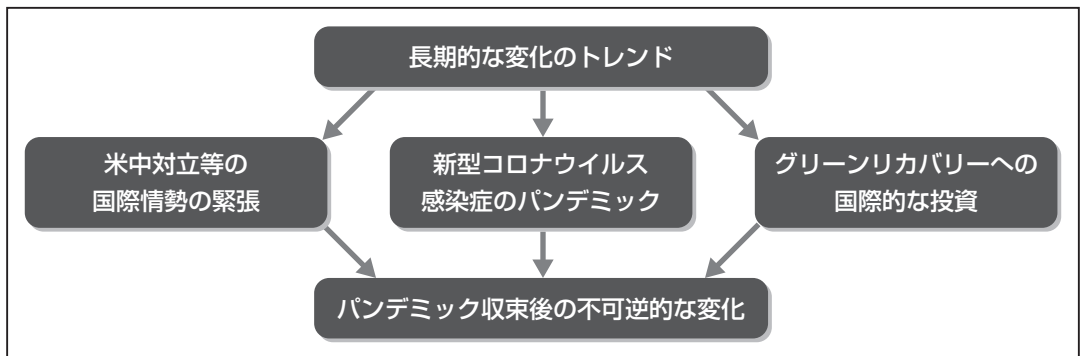 長期的な変化のトレンド
米中対立等の
国際情勢の緊張
新型コロナウイルス
感染症のパンデミック
グリーンリカバリーへの
国際的な投資
パンデミック収束後の不可逆的な変化